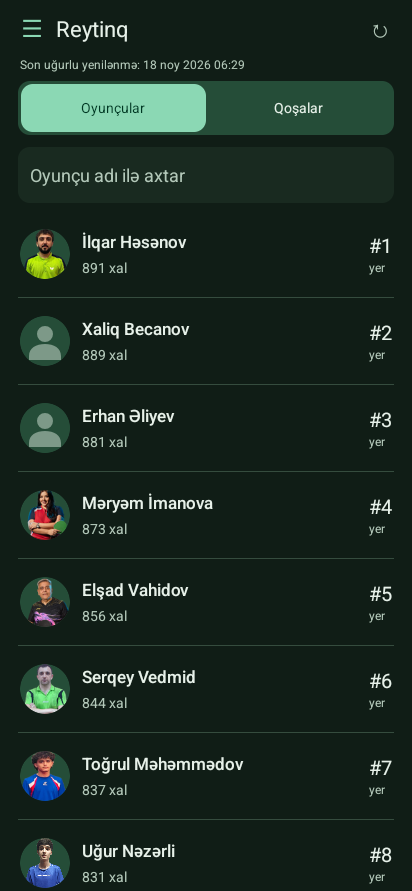 Reytinq
Son uğurlu yenilənmə: 18 noy 2026 06:29
Oyunçular
Qoşalar
Oyunçu adı ilə axtar
İlqar Həsənov
891 xal
#1
yer
Xaliq Becanov
889 xal
#2
yer
Erhan Əliyev
881 xal
#3
yer
Məryəm İmanova
873 xal
#4
yer
Elşad Vahidov
856 xal
#5
yer
Serqey Vedmid
844 xal
#6
yer
Toğrul Məhəmmədov
837 xal
#7
yer
Uğur Nəzərli
831 xal
#8
yer